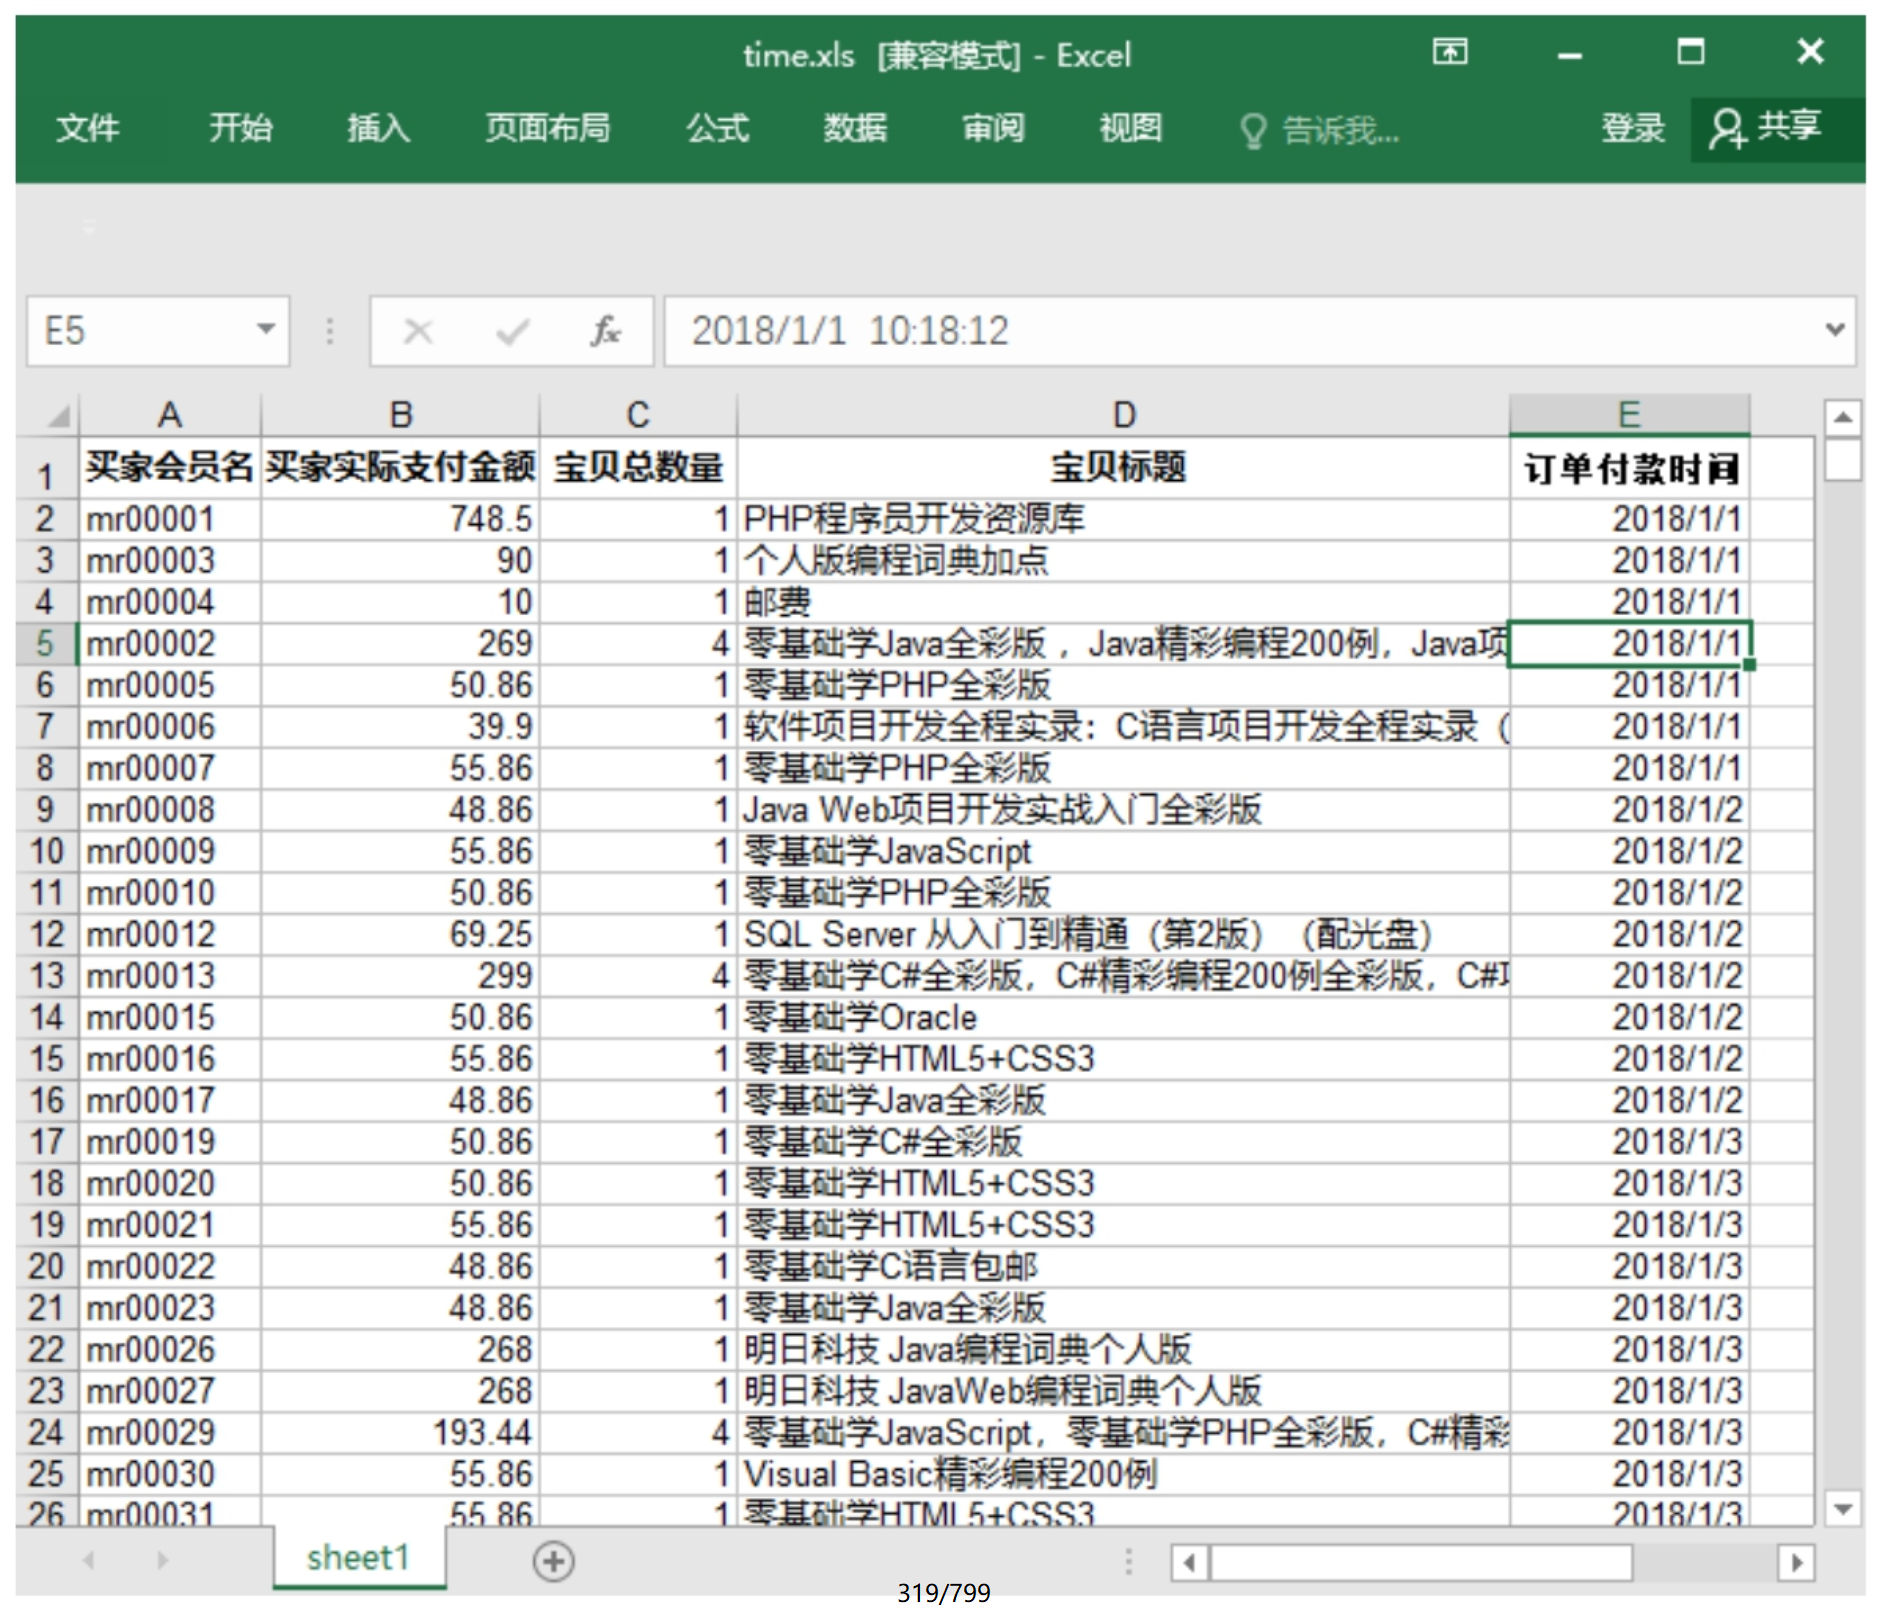 time.xls [兼容模式] - Excel
文件 开始 插入 页面布局 公式 数据 审阅 视图 告诉我... 登录 共享
E5 fx 2018/1/1 10:18:12
A B C D E
1 买家会员名 买家实际支付金额 宝贝总数量 宝贝标题 订单付款时间
2 mr00001 748.5 1 PHP程序员开发资源库 2018/1/1
3 mr00003 90 1 个人版编程词典加点 2018/1/1
4 mr00004 10 1 邮费 2018/1/1
5 mr00002 269 4 零基础学Java全彩版 ，Java精彩编程200例，Java项 2018/1/1
6 mr00005 50.86 1 零基础学PHP全彩版 2018/1/1
7 mr00006 39.9 1 软件项目开发全程实录：C语言项目开发全程实录（ 2018/1/1
8 mr00007 55.86 1 零基础学PHP全彩版 2018/1/1
9 mr00008 48.86 1 Java Web项目开发实战入门全彩版 2018/1/2
10 mr00009 55.86 1 零基础学JavaScript 2018/1/2
11 mr00010 50.86 1 零基础学PHP全彩版 2018/1/2
12 mr00012 69.25 1 SQL Server 从入门到精通（第2版）（配光盘） 2018/1/2
13 mr00013 299 4 零基础学C#全彩版，C#精彩编程200例全彩版，C# 2018/1/2
14 mr00015 50.86 1 零基础学Oracle 2018/1/2
15 mr00016 55.86 1 零基础学HTML5+CSS3 2018/1/2
16 mr00017 48.86 1 零基础学Java全彩版 2018/1/2
17 mr00019 50.86 1 零基础学C#全彩版 2018/1/3
18 mr00020 50.86 1 零基础学HTML5+CSS3 2018/1/3
19 mr00021 55.86 1 零基础学HTML5+CSS3 2018/1/3
20 mr00022 48.86 1 零基础学C语言包邮 2018/1/3
21 mr00023 48.86 1 零基础学Java全彩版 2018/1/3
22 mr00026 268 1 明日科技 Java编程词典个人版 2018/1/3
23 mr00027 268 1 明日科技 JavaWeb编程词典个人版 2018/1/3
24 mr00029 193.44 4 零基础学JavaScript，零基础学PHP全彩版，C#精彩 2018/1/3
25 mr00030 55.86 1 Visual Basic精彩编程200例 2018/1/3
26 mr00031 55.86 1 零基础学HTML5+CSS3 2018/1/3
sheet1
319/799